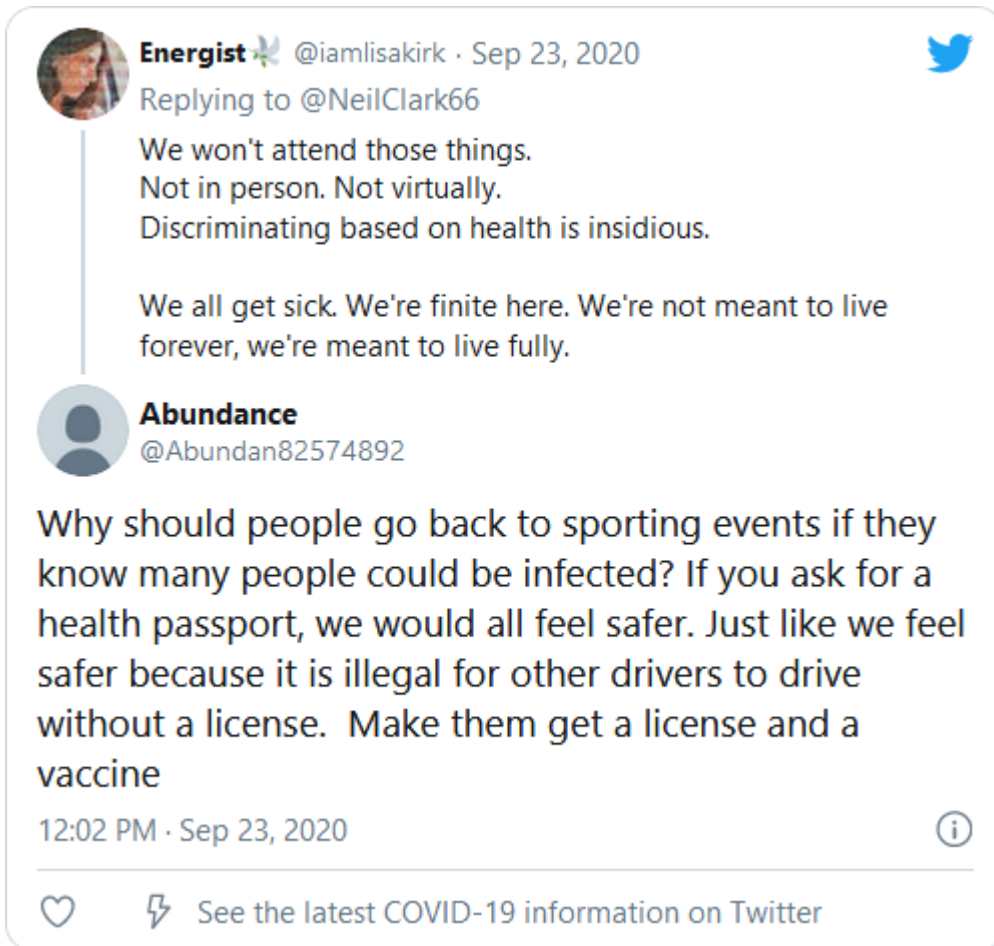 Energist @iamlisakirk · Sep 23, 2020
Replying to @NeilClark66
We won't attend those things.
Not in person. Not virtually.
Discriminating based on health is insidious.
We all get sick. We're finite here. We're not meant to live
forever, we're meant to live fully.
Abundance
@Abundan82574892
Why should people go back to sporting events if they
know many people could be infected? If you ask for a
health passport, we would all feel safer. Just like we feel
safer because it is illegal for other drivers to drive
without a license. Make them get a license and a
vaccine
12:02 PM · Sep 23, 2020
See the latest COVID-19 information on Twitter